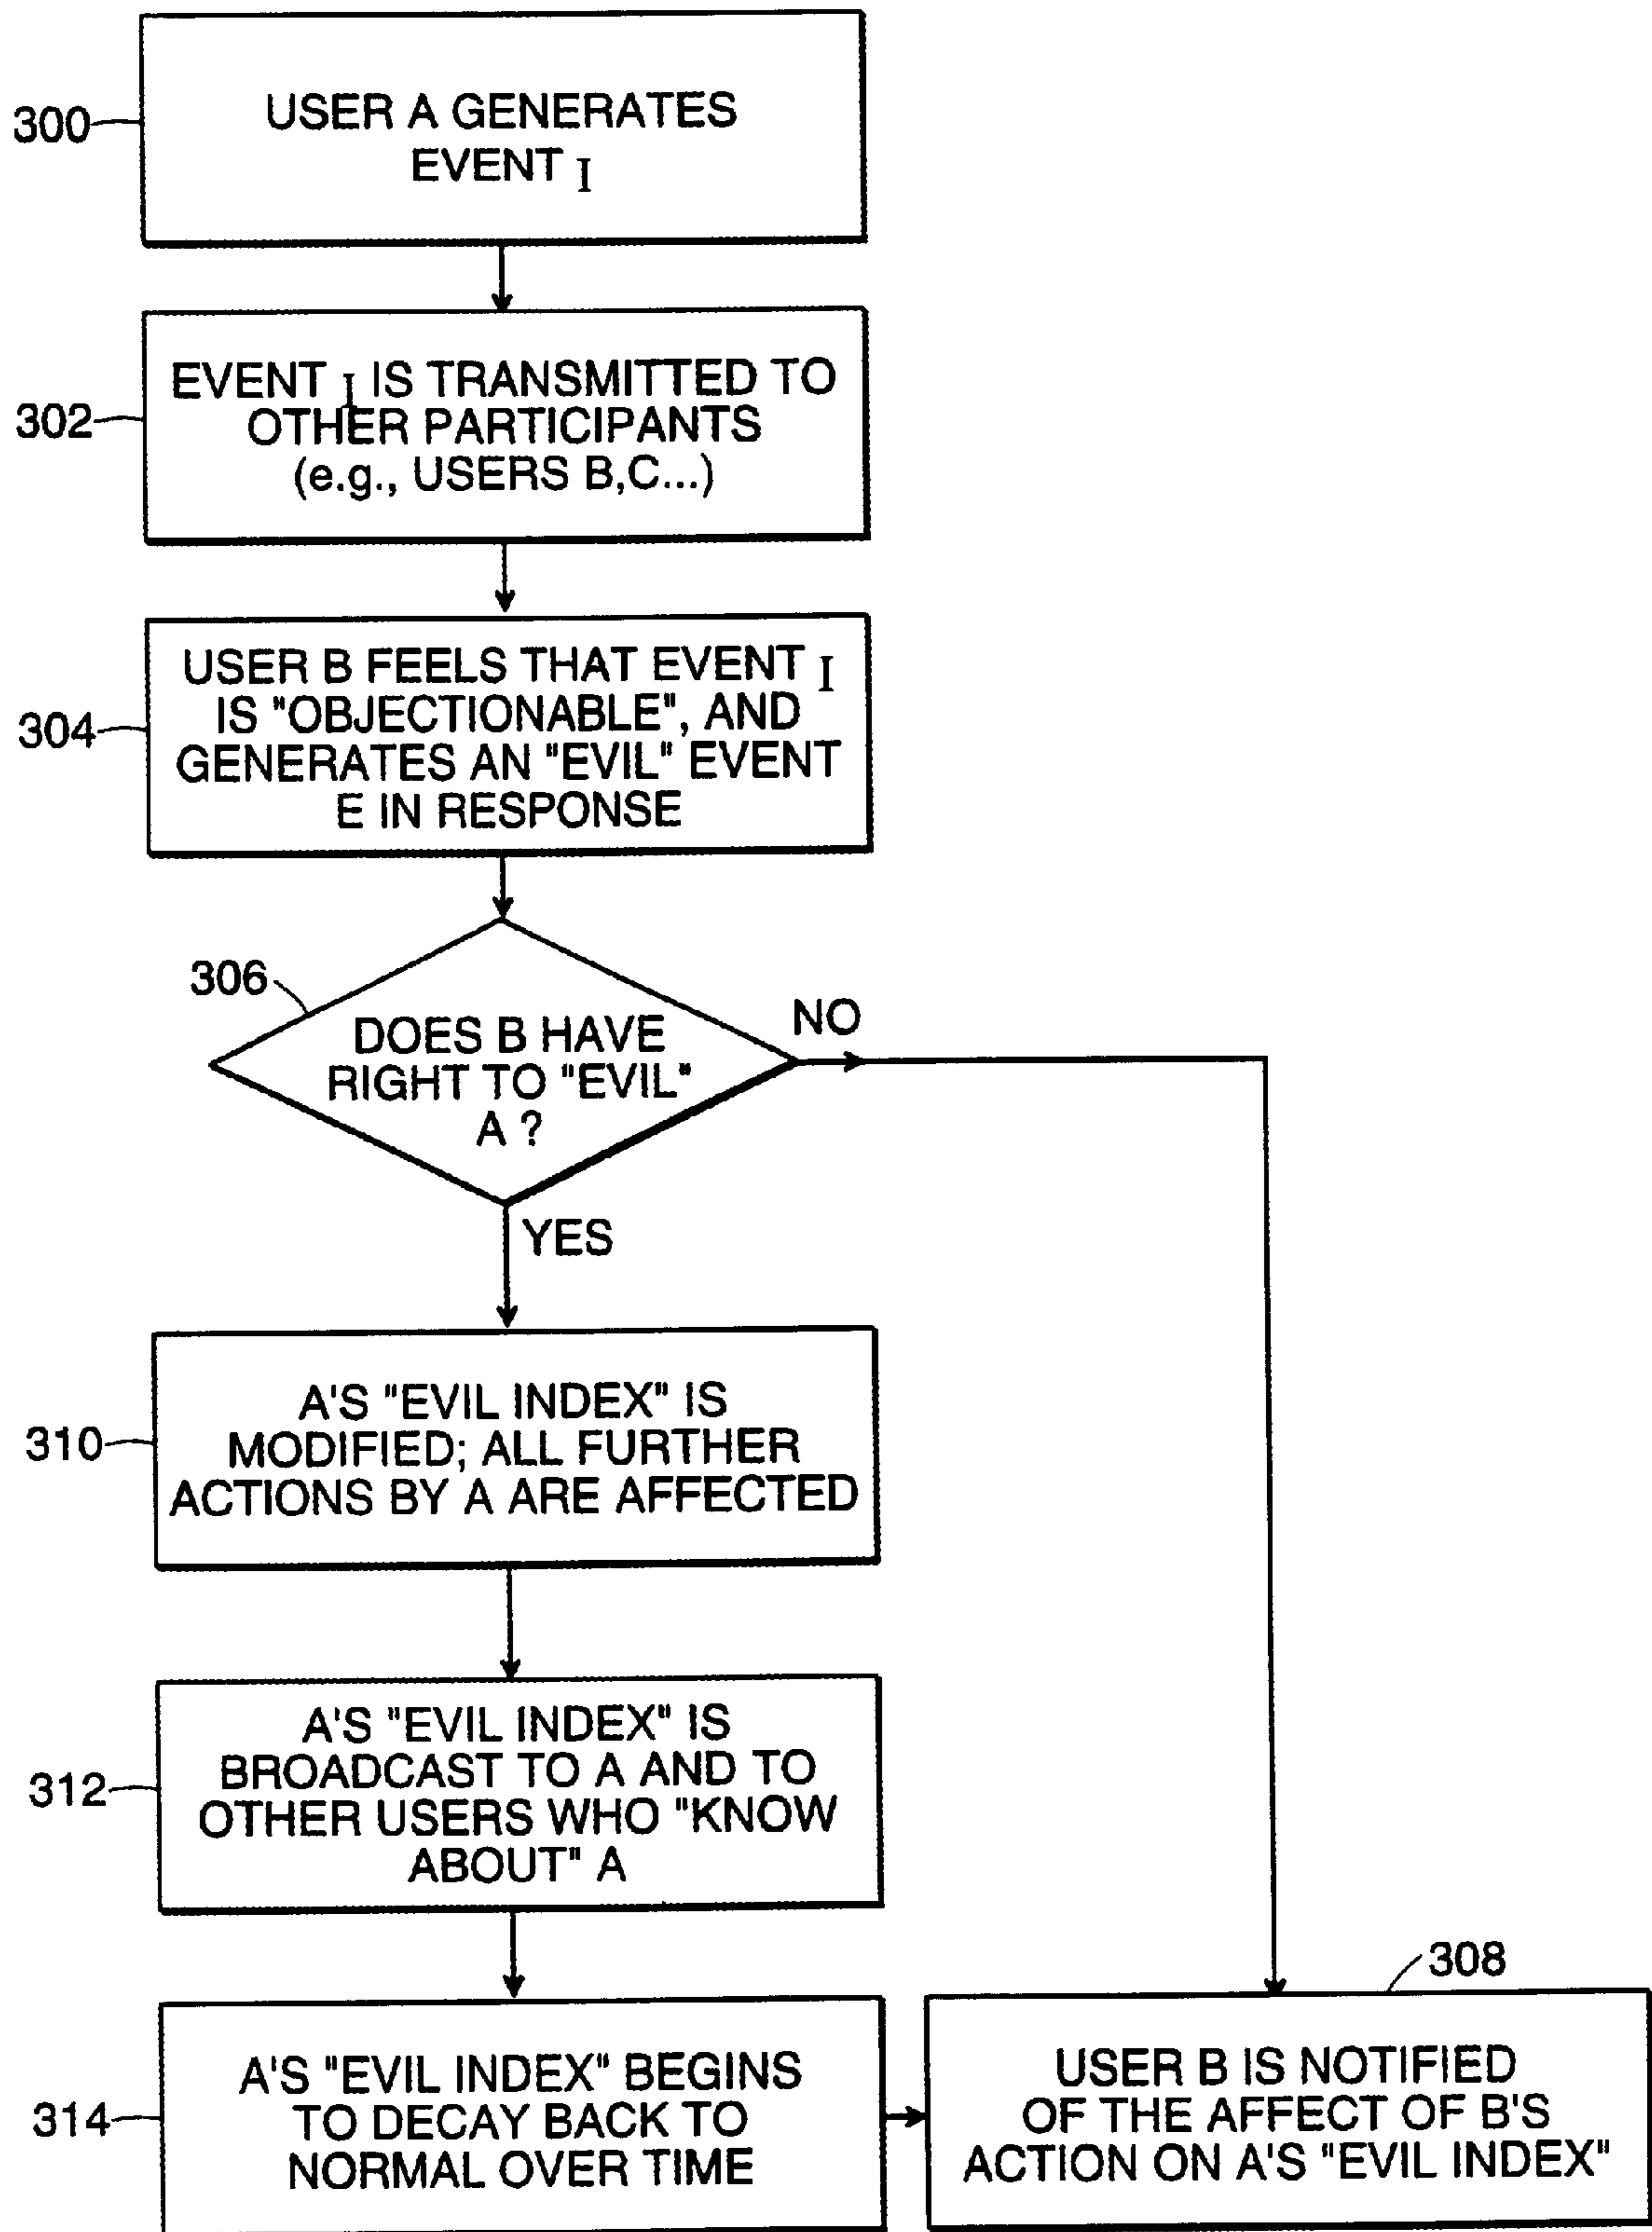 300
USER A GENERATES
EVENT I
302
EVENT I IS TRANSMITTED TO
OTHER PARTICIPANTS
(e.g., USERS B,C...)
304
USER B FEELS THAT EVENT I
IS "OBJECTIONABLE", AND
GENERATES AN "EVIL" EVENT
E IN RESPONSE
306
DOES B HAVE
RIGHT TO "EVIL"
A ?
NO
YES
310
A'S "EVIL INDEX" IS
MODIFIED; ALL FURTHER
ACTIONS BY A ARE AFFECTED
312
A'S "EVIL INDEX" IS
BROADCAST TO A AND TO
OTHER USERS WHO "KNOW
ABOUT" A
314
A'S "EVIL INDEX" BEGINS
TO DECAY BACK TO
NORMAL OVER TIME
308
USER B IS NOTIFIED
OF THE AFFECT OF B'S
ACTION ON A'S "EVIL INDEX"